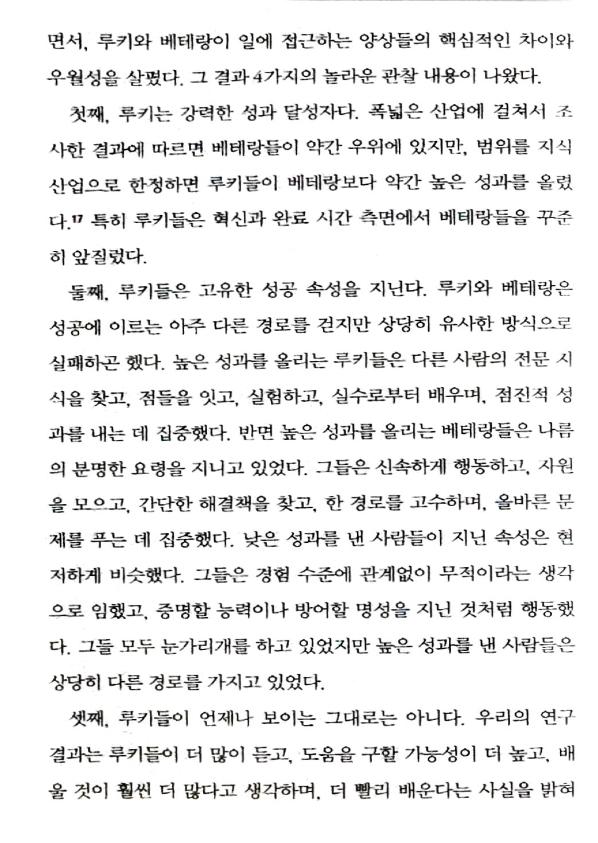 면서, 루키와 베테랑이 일에 접근하는 양상들의 핵심적인 차이와
우월성을 살폈다. 그 결과 4가지의 놀라운 관찰 내용이 나왔다.
첫째, 루키는 강력한 성과 달성자다. 폭넓은 산업에 걸쳐서 조
사한 결과에 따르면 베테랑들이 약간 우위에 있지만, 범위를 지식
산업으로 한정하면 루키들이 베테랑보다 약간 높은 성과를 올렸
다.¹⁷ 특히 루키들은 혁신과 완료 시간 측면에서 베테랑들을 꾸준
히 앞질렀다.
둘째, 루키들은 고유한 성공 속성을 지닌다. 루키와 베테랑은
성공에 이르는 아주 다른 경로를 걷지만 상당히 유사한 방식으로
실패하곤 했다. 높은 성과를 올리는 루키들은 다른 사람의 전문 지
식을 찾고, 점들을 잇고, 실험하고, 실수로부터 배우며, 점진적 성
과를 내는 데 집중했다. 반면 높은 성과를 올리는 베테랑들은 나름
의 분명한 요령을 지니고 있었다. 그들은 신속하게 행동하고, 자원
을 모으고, 간단한 해결책을 찾고, 한 경로를 고수하며, 올바른 문
제를 푸는 데 집중했다. 낮은 성과를 낸 사람들이 지닌 속성은 현
저하게 비슷했다. 그들은 경험 수준에 관계없이 무적이라는 생각
으로 임했고, 증명할 능력이나 방어할 명성을 지닌 것처럼 행동했
다. 그들 모두 눈가리개를 하고 있었지만 높은 성과를 낸 사람들은
상당히 다른 경로를 가지고 있었다.
셋째, 루키들이 언제나 보이는 그대로는 아니다. 우리의 연구
결과는 루키들이 더 많이 듣고, 도움을 구할 가능성이 더 높고, 배
울 것이 훨씬 더 많다고 생각하며, 더 빨리 배운다는 사실을 밝혀